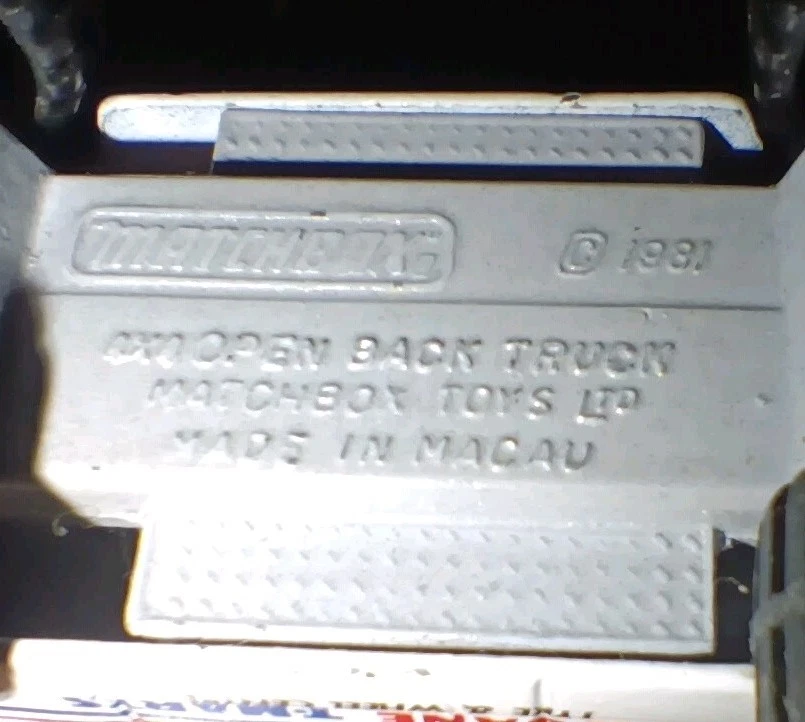 MATCHBOX
© 1981
4X4 OPEN BACK TRUCK
MATCHBOX TOYS LTD
MADE IN MACAU